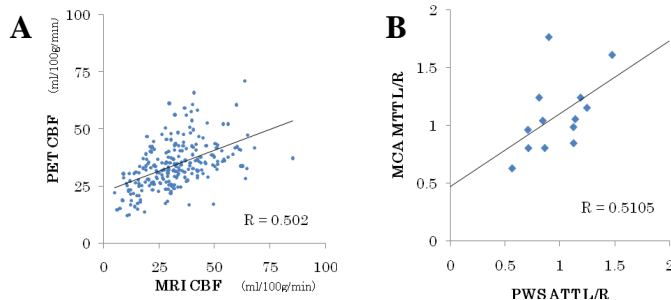 A
PET CBF (ml/100g/min)
100
75
50
25
0
R = 0.502
0 25 50 75 100
MRI CBF (ml/100g/min)
B
MCA MTT L/R
2
1.5
1
0.5
0
R = 0.5105
0 0.5 1 1.5 2
PWS ATT L/R